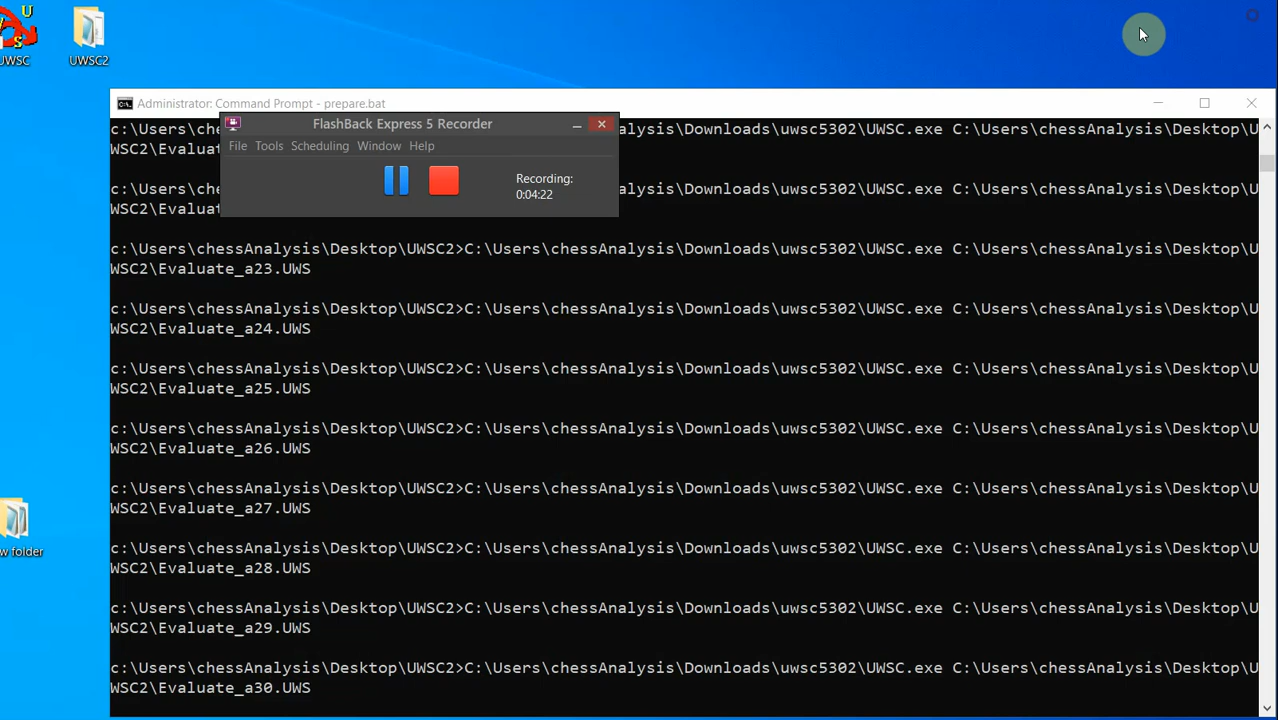 U
S
UWSC
UWSC2
Administrator: Command Prompt - prepare.bat
FlashBack Express 5 Recorder
File Tools Scheduling Window Help
Recording:
0:04:22
c:\Users\che
alysis\Downloads\uwsc5302\UWSC.exe C:\Users\chessAnalysis\Desktop\U
WSC2\Evaluat
c:\Users\che
alysis\Downloads\uwsc5302\UWSC.exe C:\Users\chessAnalysis\Desktop\U
WSC2\Evaluat
c:\Users\chessAnalysis\Desktop\UWSC2>C:\Users\chessAnalysis\Downloads\uwsc5302\UWSC.exe C:\Users\chessAnalysis\Desktop\U
WSC2\Evaluate_a23.UWS
c:\Users\chessAnalysis\Desktop\UWSC2>C:\Users\chessAnalysis\Downloads\uwsc5302\UWSC.exe C:\Users\chessAnalysis\Desktop\U
WSC2\Evaluate_a24.UWS
c:\Users\chessAnalysis\Desktop\UWSC2>C:\Users\chessAnalysis\Downloads\uwsc5302\UWSC.exe C:\Users\chessAnalysis\Desktop\U
WSC2\Evaluate_a25.UWS
c:\Users\chessAnalysis\Desktop\UWSC2>C:\Users\chessAnalysis\Downloads\uwsc5302\UWSC.exe C:\Users\chessAnalysis\Desktop\U
WSC2\Evaluate_a26.UWS
c:\Users\chessAnalysis\Desktop\UWSC2>C:\Users\chessAnalysis\Downloads\uwsc5302\UWSC.exe C:\Users\chessAnalysis\Desktop\U
WSC2\Evaluate_a27.UWS
c:\Users\chessAnalysis\Desktop\UWSC2>C:\Users\chessAnalysis\Downloads\uwsc5302\UWSC.exe C:\Users\chessAnalysis\Desktop\U
WSC2\Evaluate_a28.UWS
c:\Users\chessAnalysis\Desktop\UWSC2>C:\Users\chessAnalysis\Downloads\uwsc5302\UWSC.exe C:\Users\chessAnalysis\Desktop\U
WSC2\Evaluate_a29.UWS
w folder
c:\Users\chessAnalysis\Desktop\UWSC2>C:\Users\chessAnalysis\Downloads\uwsc5302\UWSC.exe C:\Users\chessAnalysis\Desktop\U
WSC2\Evaluate_a30.UWS